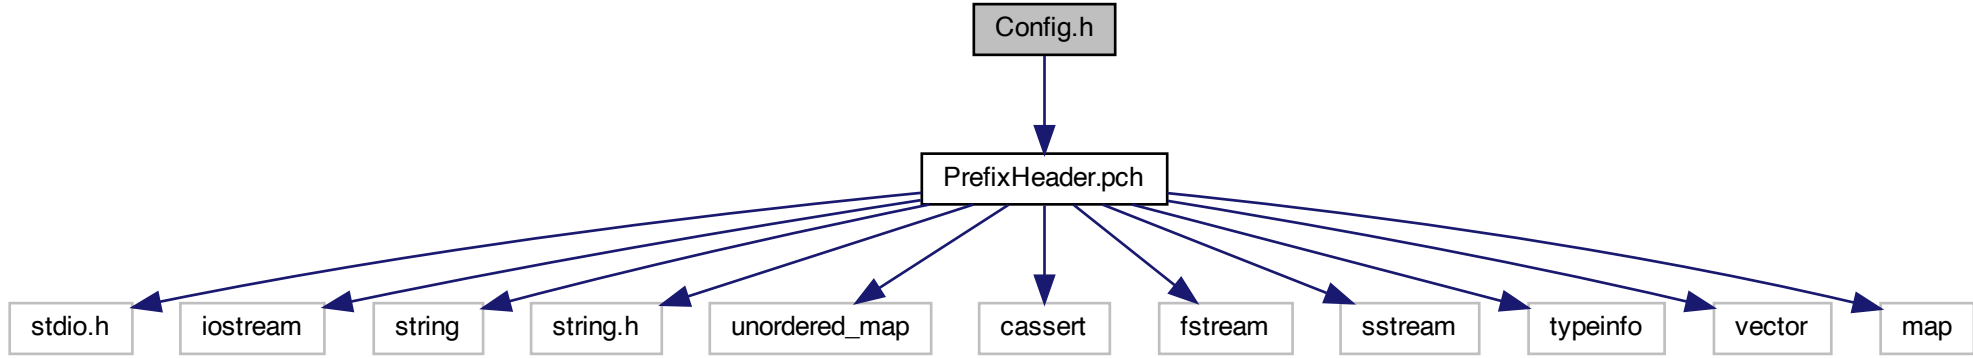 Config.h
PrefixHeader.pch
stdio.h
iostream
string
string.h
unordered_map
cassert
fstream
sstream
typeinfo
vector
map